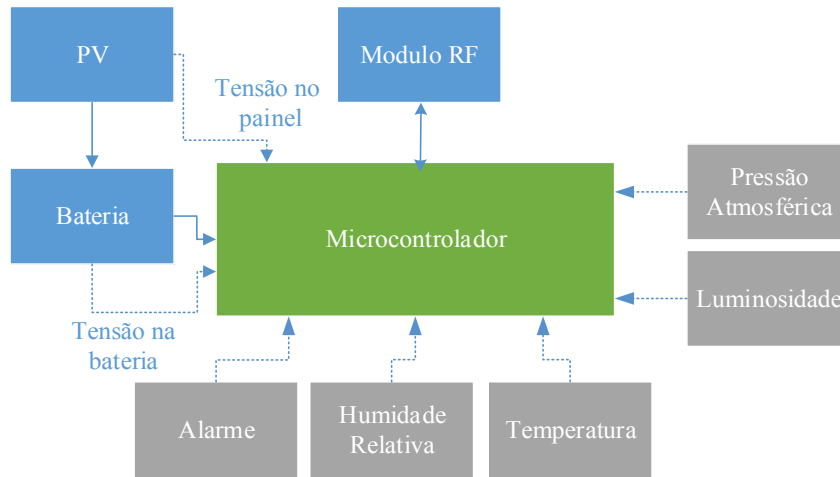 PV
Modulo RF
Tensão no
painel
Bateria
Microcontrolador
Pressão
Atmosférica
Luminosidade
Tensão na
bateria
Alarme
Humidade
Relativa
Temperatura